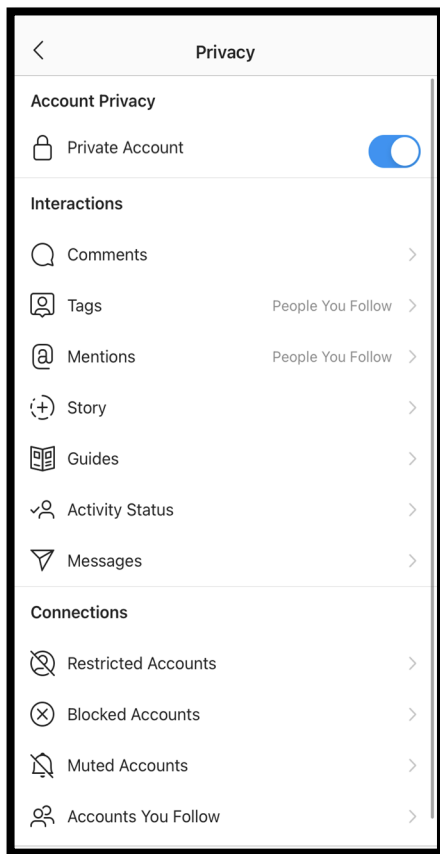 Privacy
Account Privacy
Private Account
Interactions
Comments
Tags People You Follow
Mentions People You Follow
Story
Guides
Activity Status
Messages
Connections
Restricted Accounts
Blocked Accounts
Muted Accounts
Accounts You Follow